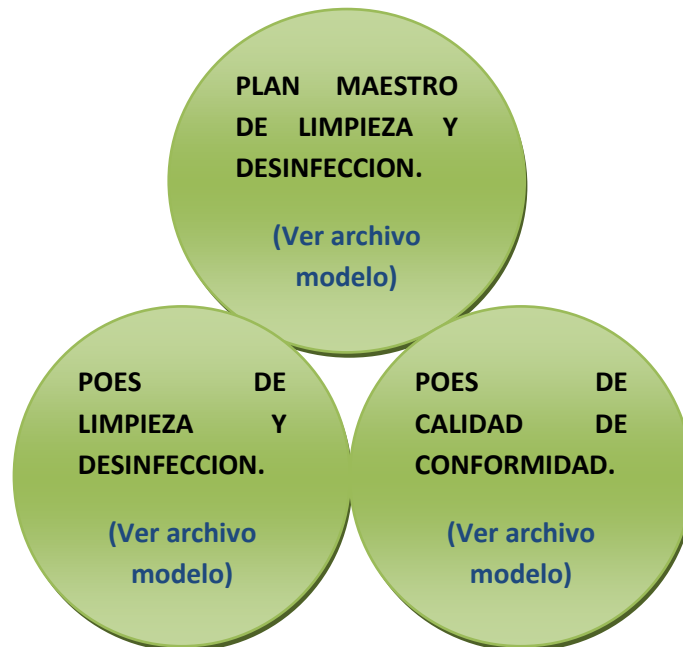 PLAN MAESTRO
DE LIMPIEZA Y
DESINFECCION.
(Ver archivo
modelo)
POES DE
LIMPIEZA Y
DESINFECCION.
(Ver archivo
modelo)
POES DE
CALIDAD DE
CONFORMIDAD.
(Ver archivo
modelo)